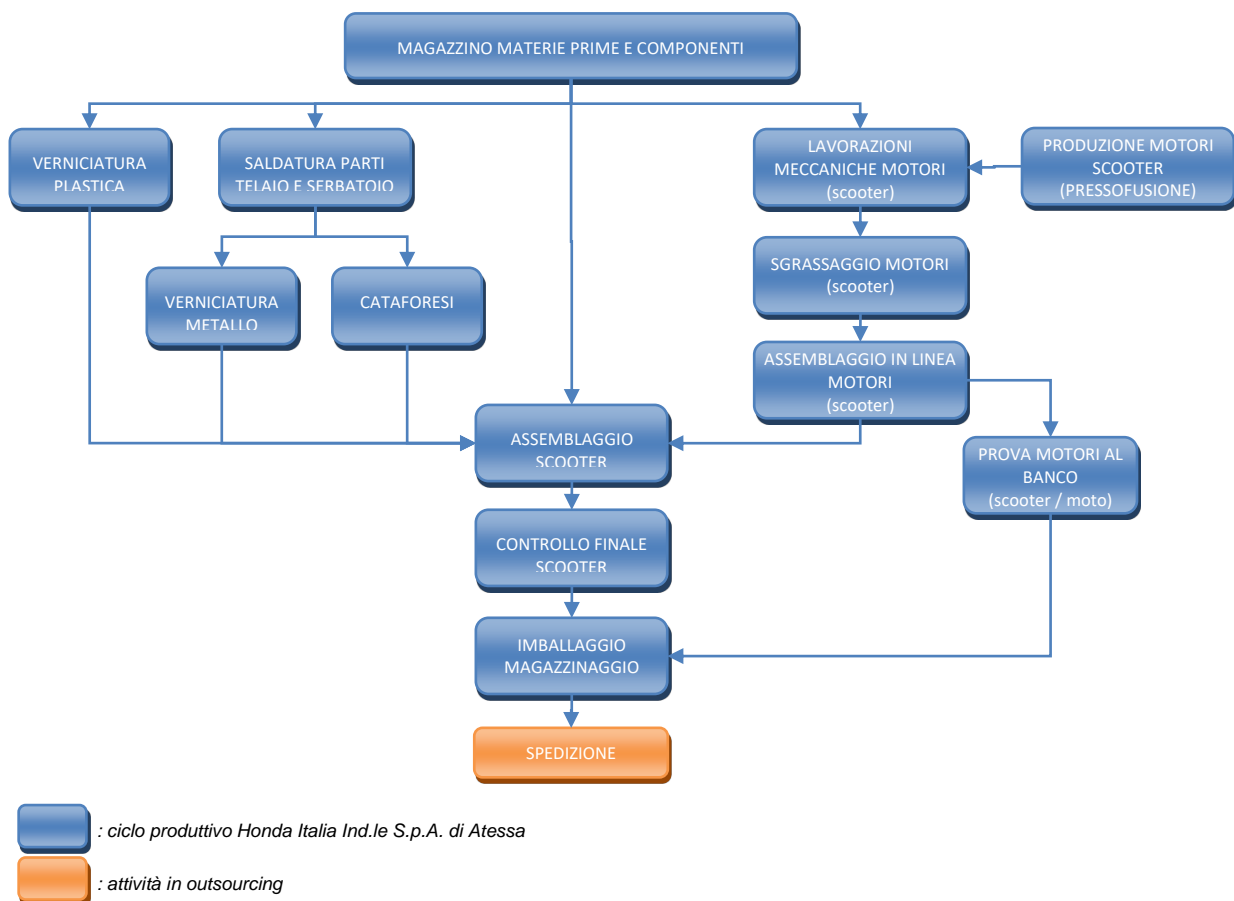 MAGAZZINO MATERIE PRIME E COMPONENTI
VERNICIATURA
PLASTICA
SALDATURA PARTI
TELAIO E SERBATOIO
LAVORAZIONI
MECCANICHE MOTORI
(scooter)
PRODUZIONE MOTORI
SCOOTER
(PRESSOFUSIONE)
SGRASSAGGIO MOTORI
(scooter)
VERNICIATURA
METALLO
CATAFORESI
ASSEMBLAGGIO IN LINEA
MOTORI
(scooter)
ASSEMBLAGGIO
SCOOTER
PROVA MOTORI AL
BANCO
(scooter / moto)
CONTROLLO FINALE
SCOOTER
IMBALLAGGIO
MAGAZZINAGGIO
SPEDIZIONE
: ciclo produttivo Honda Italia Ind.le S.p.A. di Atessa
: attività in outsourcing